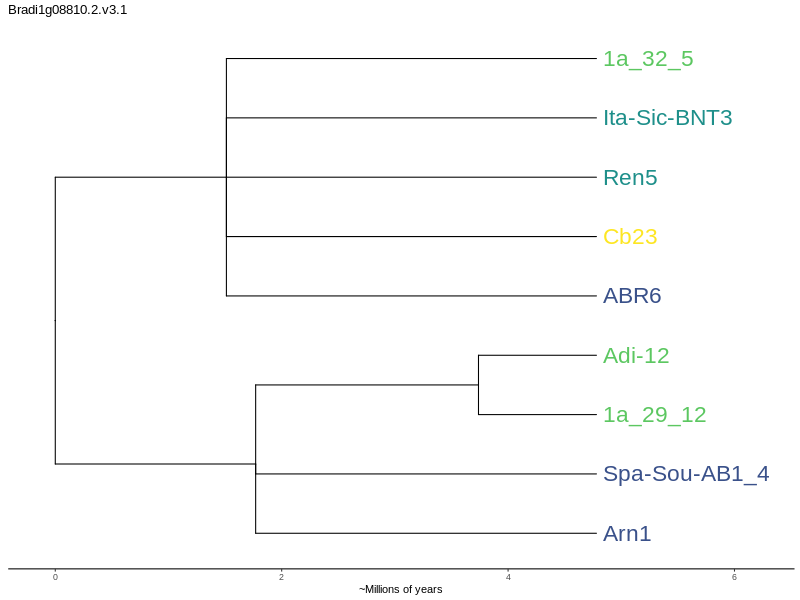 Bradi1g08810.2.v3.1
1a_32_5
Ita-Sic-BNT3
Ren5
Cb23
ABR6
Adi-12
1a_29_12
Spa-Sou-AB1_4
Arn1
0 2 4 6
~Millions of years